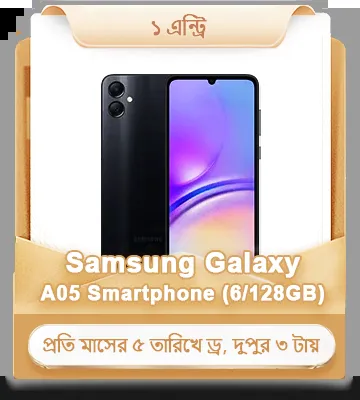 ১ এন্ট্রি
Samsung Galaxy
A05 Smartphone (6/128GB)
প্রতি মাসের ৫ তারিখে ড্র, দুপুর ৩ টায়